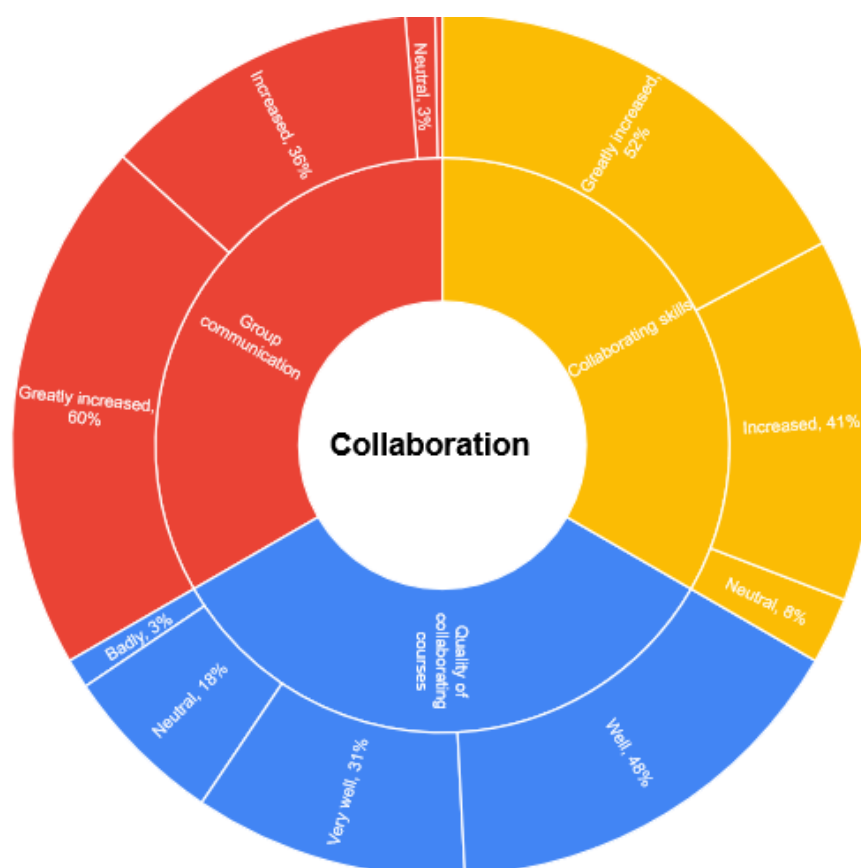 Neutral, 3%
Increased, 36%
Greatly increased,
60%
Group
communication
Greatly increased,
52%
Collaborating skills
Increased, 41%
Neutral, 8%
Collaboration
Quality of
collaborating
courses
Badly, 3%
Neutral, 18%
Very well, 31%
Well, 48%